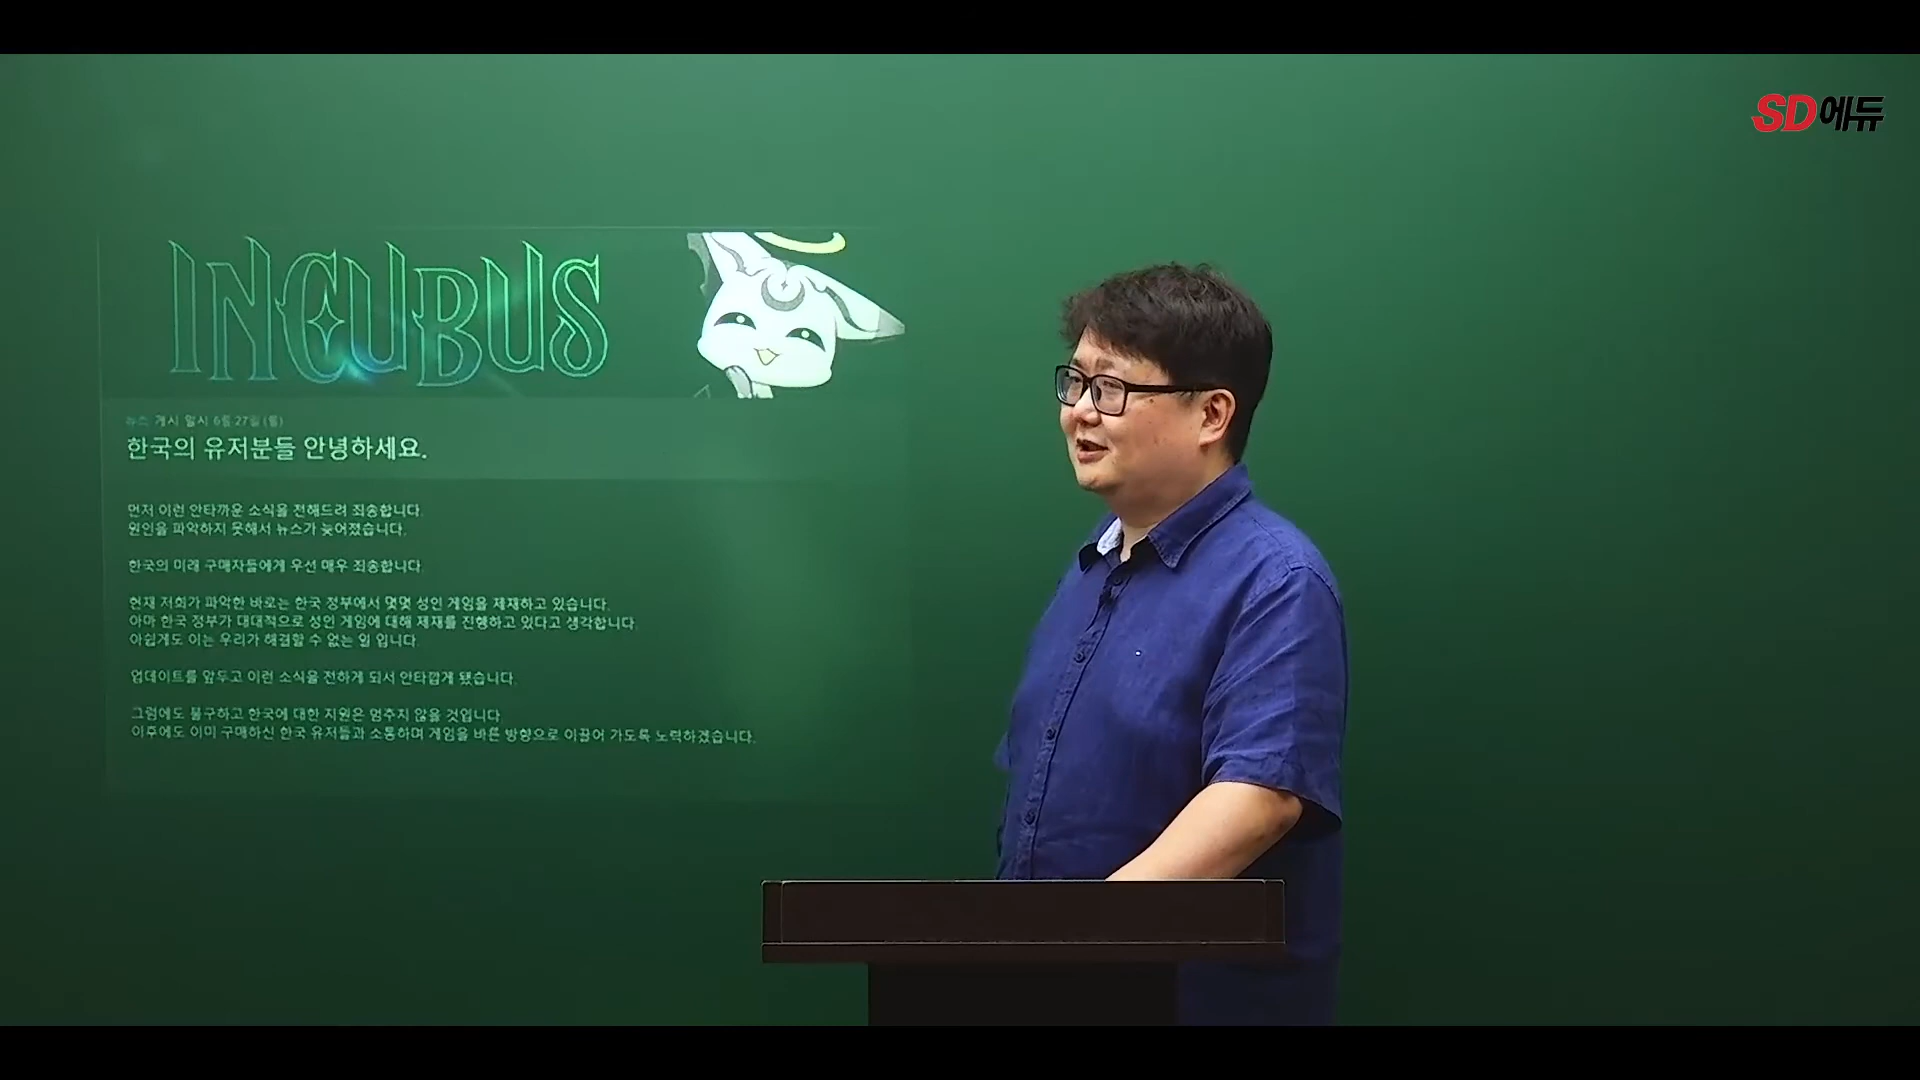 SD에듀
INCUBUS
뉴스 게시 일시 6월 27일 (월)
한국의 유저분들 안녕하세요.
먼저 이런 안타까운 소식을 전해드려 죄송합니다.
원인을 파악하지 못해서 뉴스가 늦어졌습니다.
한국의 미래 구매자들에게 우선 매우 죄송합니다.
현재 저희가 파악한 바로는 한국 정부에서 몇몇 성인 게임을 제재하고 있습니다.
아마 한국 정부가 대대적으로 성인 게임에 대해 제재를 진행하고 있다고 생각합니다.
아쉽게도 이는 우리가 해결할 수 없는 일 입니다.
업데이트를 앞두고 이런 소식을 전하게 되서 안타깝게 됐습니다.
그럼에도 불구하고 한국에 대한 지원은 멈추지 않을 것입니다
이후에도 이미 구매하신 한국 유저들과 소통하며 게임을 바른 방향으로 이끌어 가도록 노력하겠습니다.